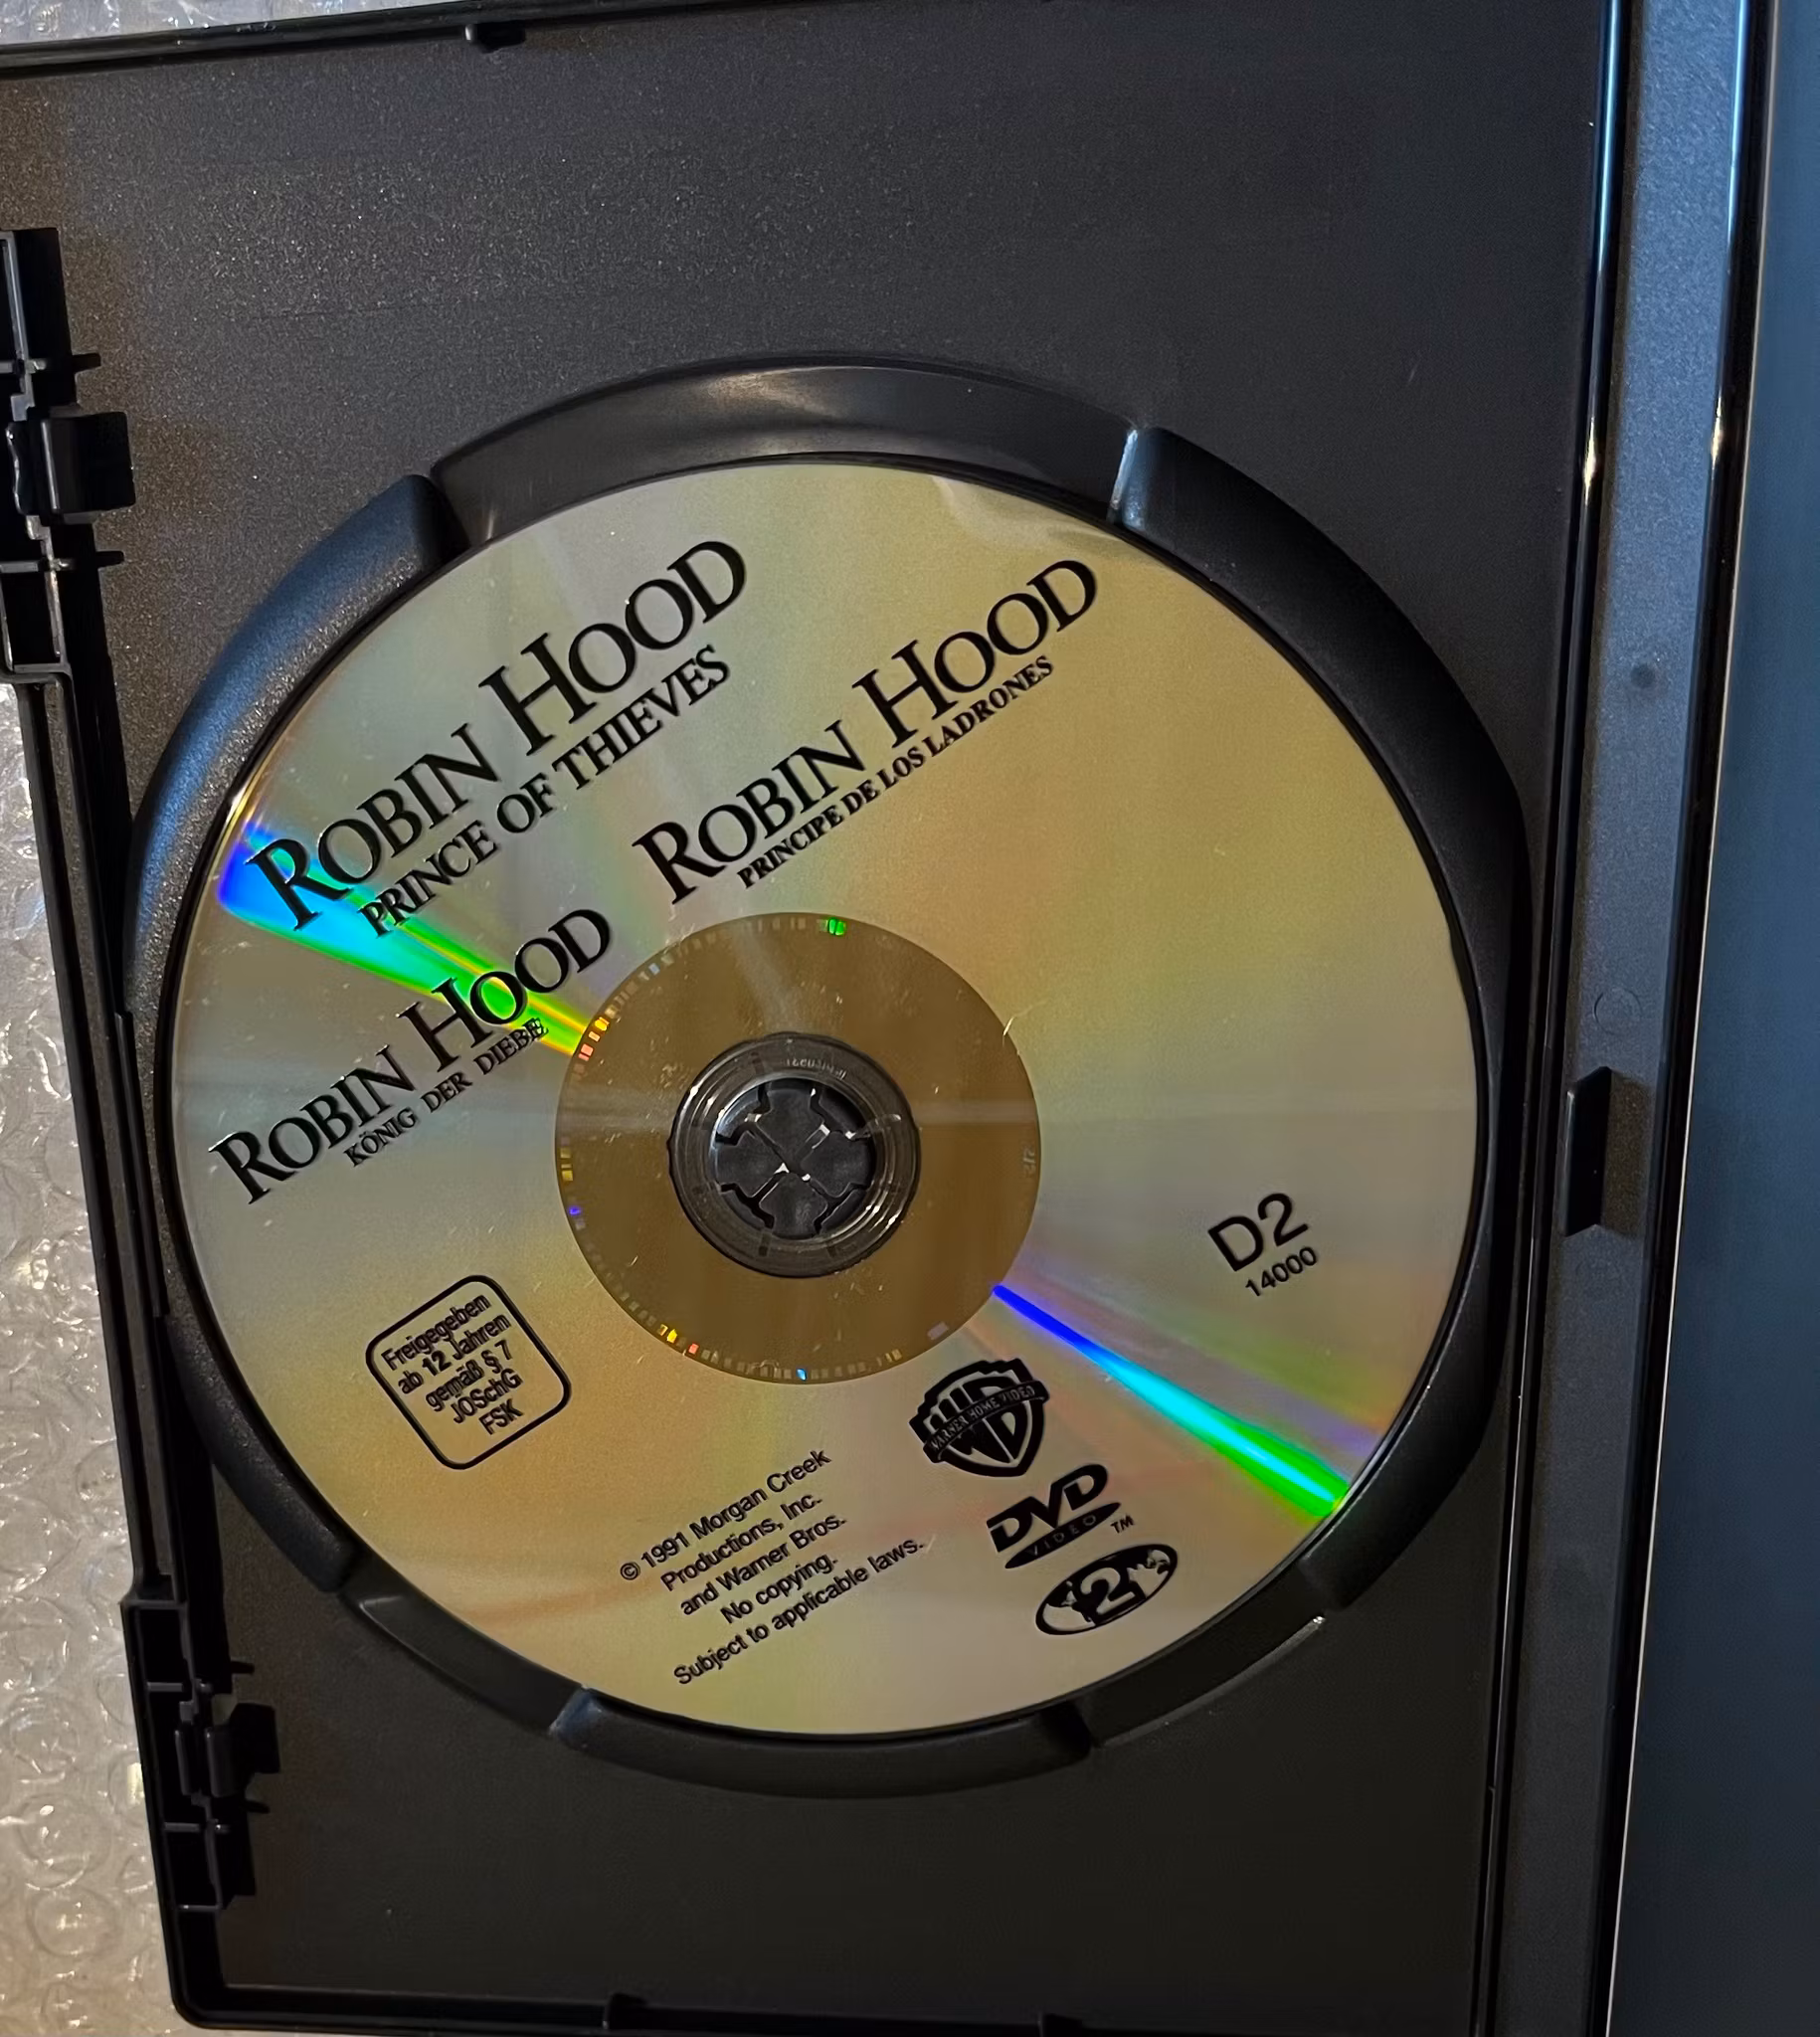 ROBIN HOOD
PRINCE OF THIEVES
ROBIN HOOD
PRINCIPE DE LOS LADRONES
ROBIN HOOD
KÖNIG DER DIEBE
D2
14000
Freigegeben
ab 12 Jahren
gemäß § 7
JÖSchG
FSK
© 1991 Morgan Creek
Productions, Inc.
and Warner Bros.
No copying.
Subject to applicable laws.
WARNER HOME VIDEO
DVD
VIDEO
TM
2